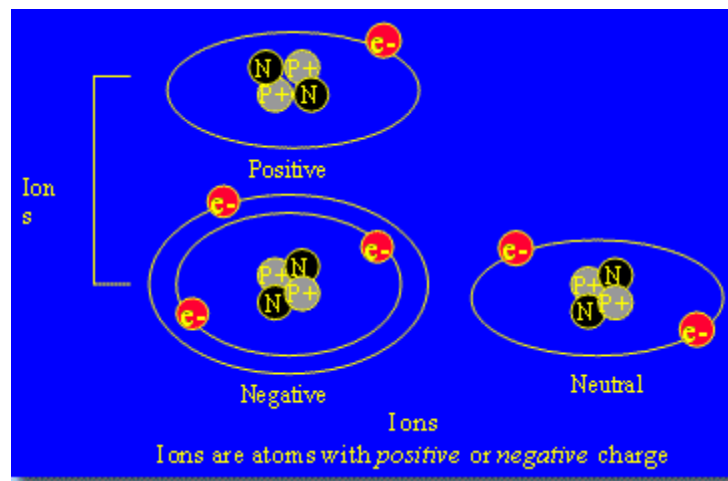 e-
N P+
P+ N
Positive
Ion
s
e-
e-
P+ N
N P+
e-
Negative
e-
P+ N
N P+
e-
Neutral
Ions
Ions are atoms with positive or negative charge